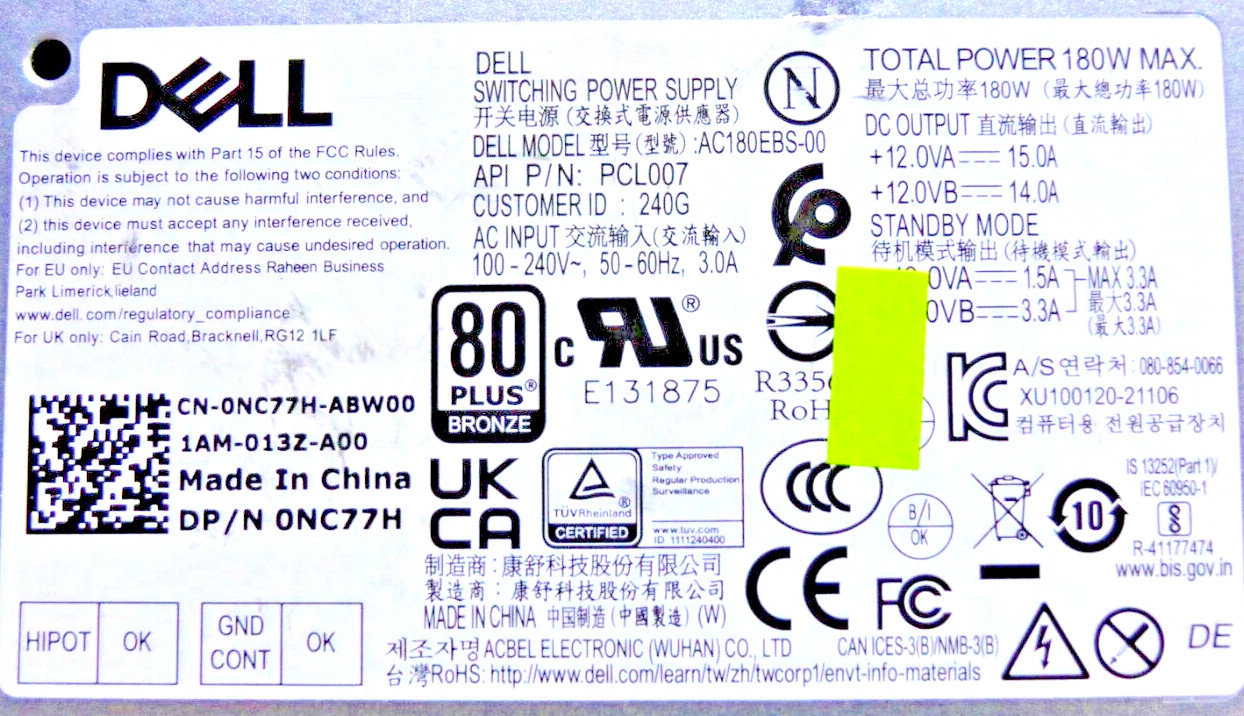 DELL
This device complies with Part 15 of the FCC Rules.
Operation is subject to the following two conditions:
(1) This device may not cause harmful interference, and
(2) this device must accept any interference received,
including interference that may cause undesired operation.
For EU only: EU Contact Address Raheen Business
Park Limerick,lieland
www.dell.com/regulatory_compliance
For UK only: Cain Road,Bracknell,RG12 1LF
CN-0NC77H-ABW00
1AM-013Z-A00
Made In China
DP/N 0NC77H
HIPOT OK
GND CONT OK
DELL
SWITCHING POWER SUPPLY
开关电源 (交換式電源供應器)
DELL MODEL 型号(型號) :AC180EBS-00
API P/N: PCL007
CUSTOMER ID : 240G
AC INPUT 交流输入(交流輸入)
100-240V~, 50-60Hz, 3.0A
80
PLUS®
BRONZE
C RU ® US
E131875
UK
CA
TÜVRheinland ®
CERTIFIED
Type Approved
Safety
Regular Production
Surveillance
www.tuv.com
ID 1111240400
制造商:康舒科技股份有限公司
製造商:康舒科技股份有限公司
MADE IN CHINA 中国制造 (中國製造) (W)
제조자명 ACBEL ELECTRONIC (WUHAN) CO., LTD
台灣RoHS: http://www.dell.com/learn/tw/zh/twcorp1/envt-info-materials
N
R3356
RoH
CCC
B/I
OK
CE
FC
CAN ICES-3(B)/NMB-3(B)
TOTAL POWER 180W MAX.
最大总功率180W (最大總功率180W)
DC OUTPUT 直流输出 (直流輸出)
+12.0VA⎓15.0A
+12.0VB⎓14.0A
STANDBY MODE
待机模式输出 (待機模式輸出)
.0VA⎓1.5A MAX 3.3A
0VB⎓3.3A 最大3.3A
(最大3.3A)
A/S연락처: 080-854-0066
XU100120-21106
컴퓨터용 전원공급장치
IS 13252(Part 1)/
IEC 60950-1
10
R-41177474
www.bis.gov.in
DE